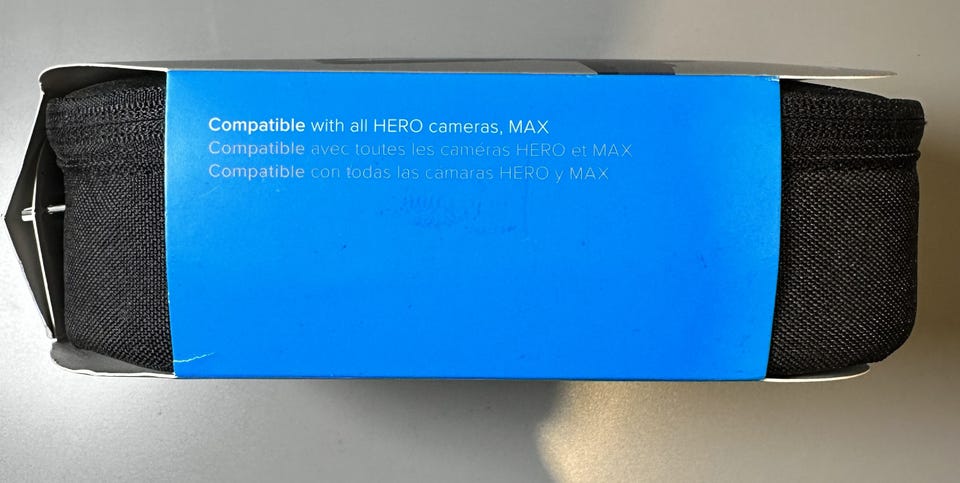 Compatible with all HERO cameras, MAX
Compatible avec toutes les caméras HERO et MAX
Compatible con todas las camaras HERO y MAX